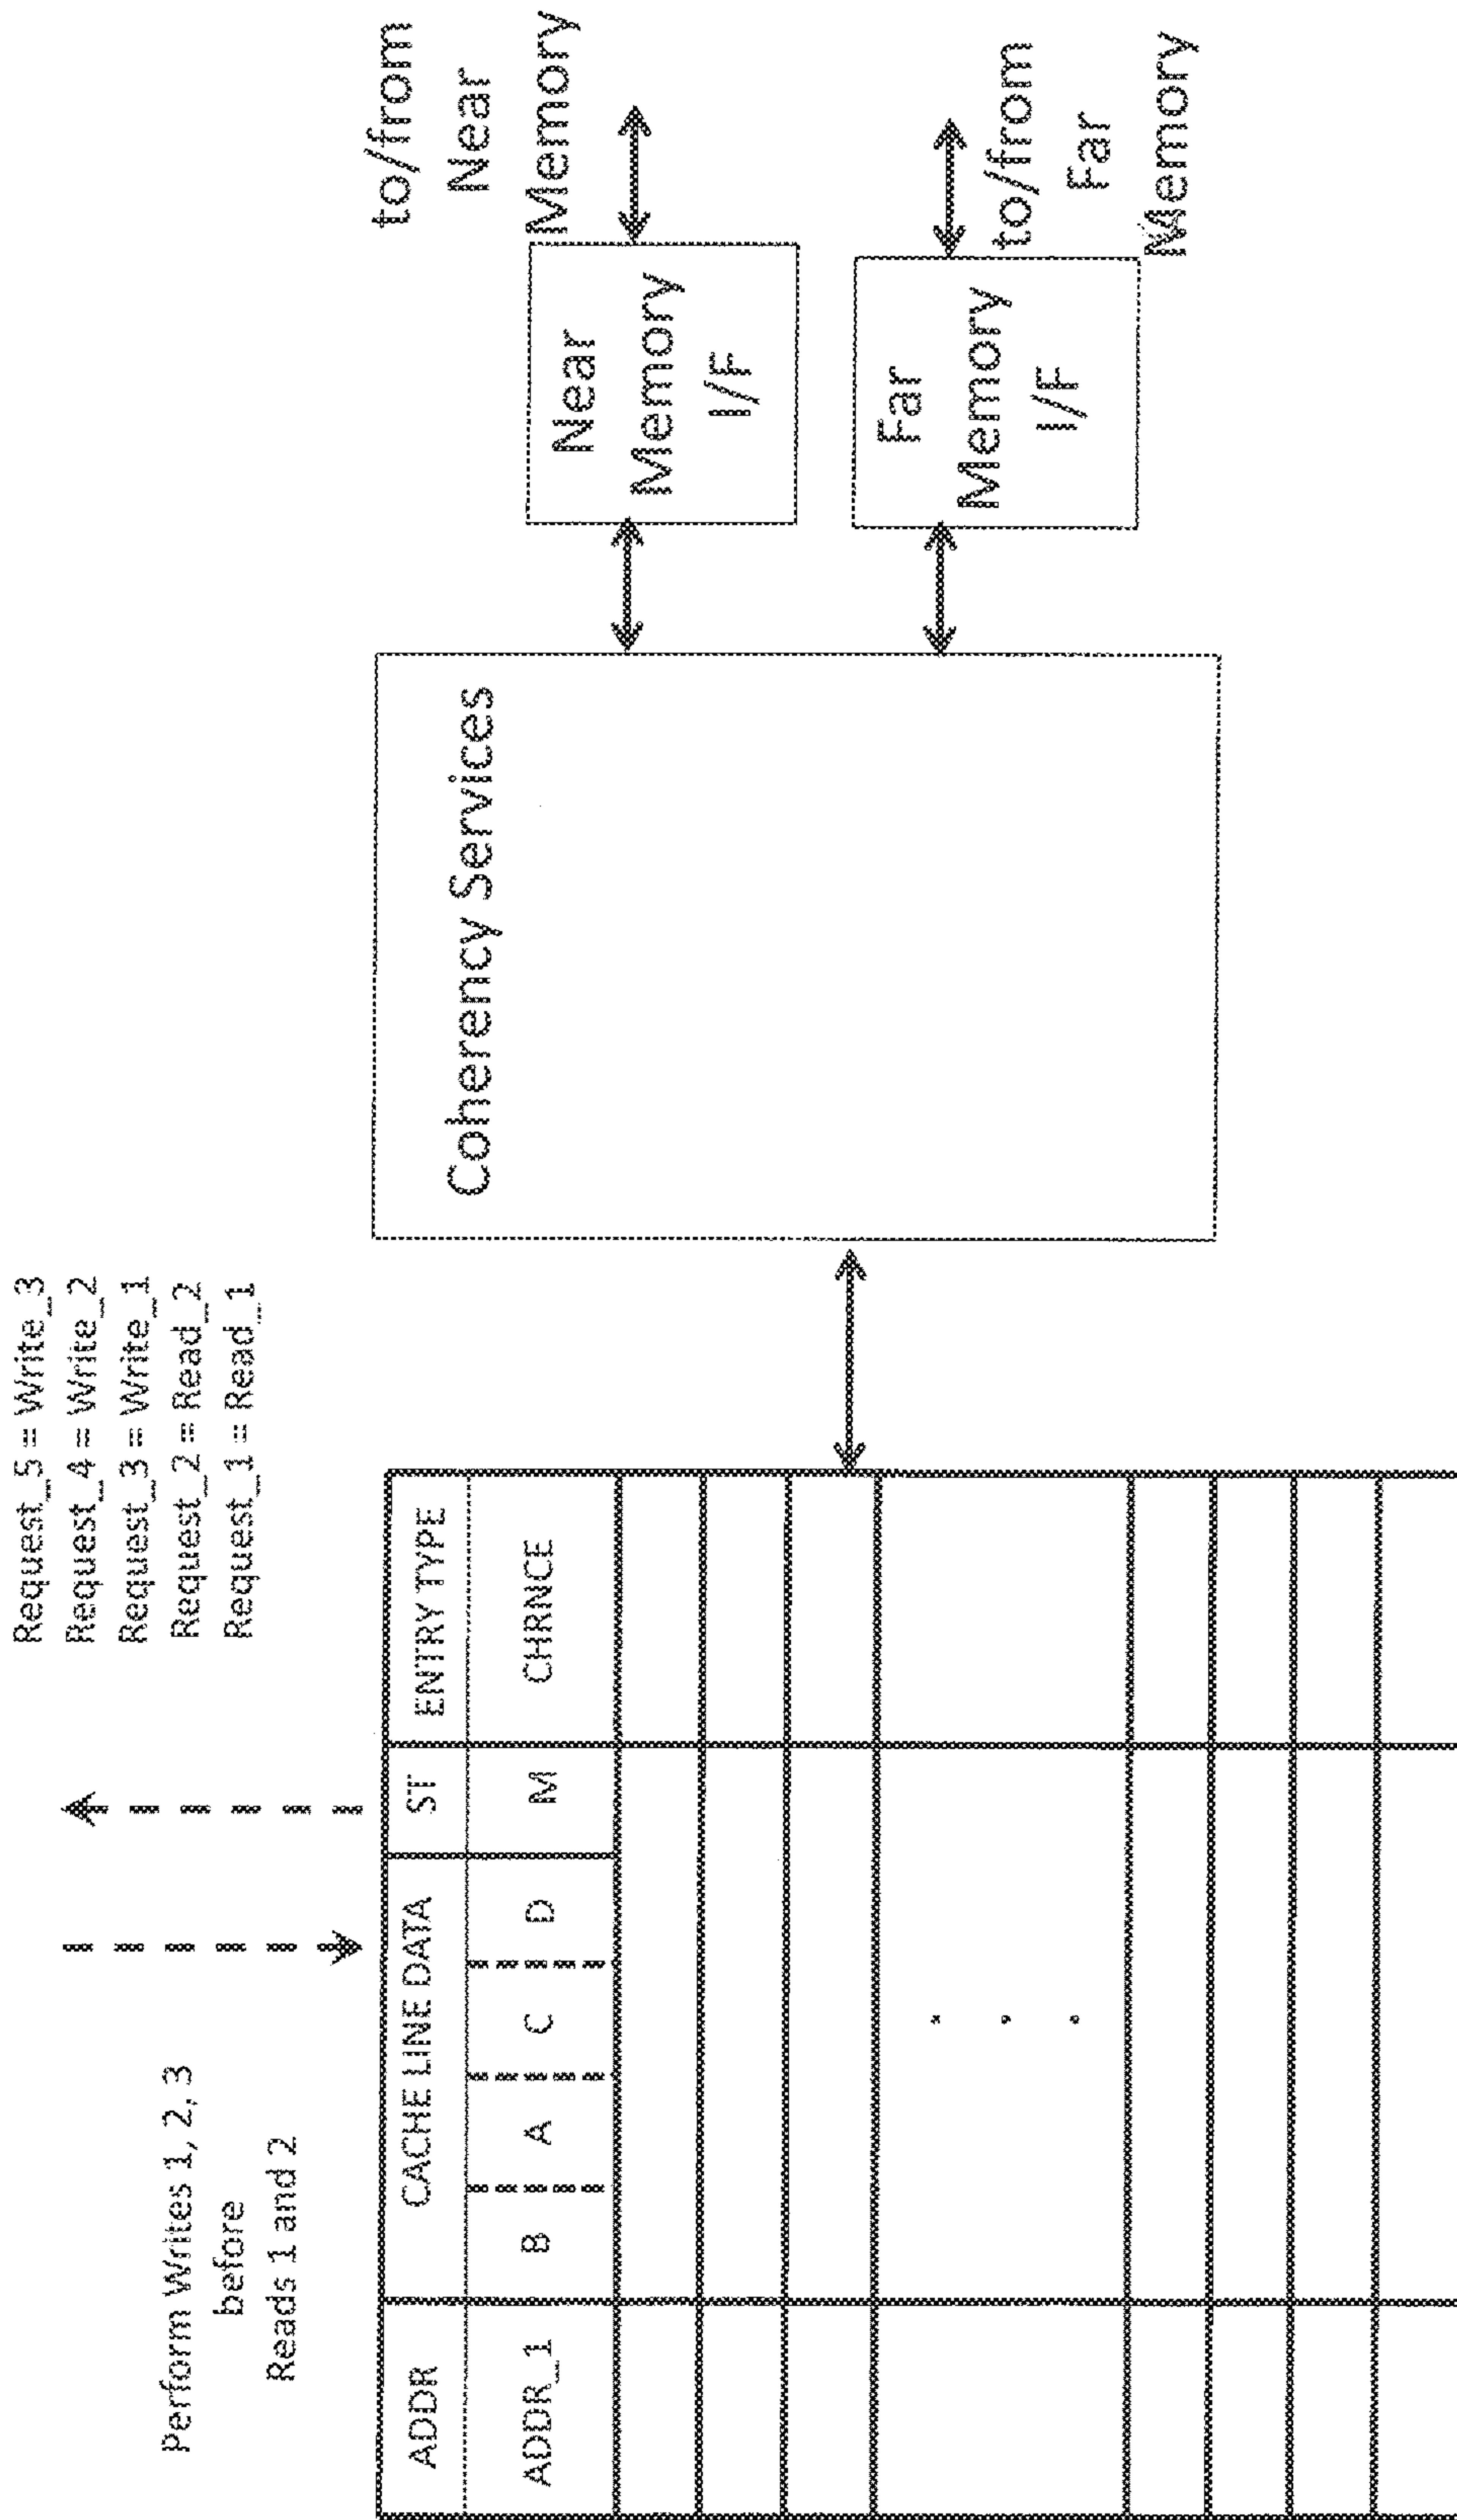 Request_5 = Write_3
Request_4 = Write_2
Request_3 = Write_1
Request_2 = Read_2
Request_1 = Read_1
Perform Writes 1, 2, 3
before
Reads 1 and 2
ADDR CACHE LINE DATA ST ENTRY TYPE
ADDR_1 B A C D M CHRNCE
Coherency Services
Near
Memory
I/F
to/from
Near
Memory
Far
Memory
I/F
to/from
Far
Memory